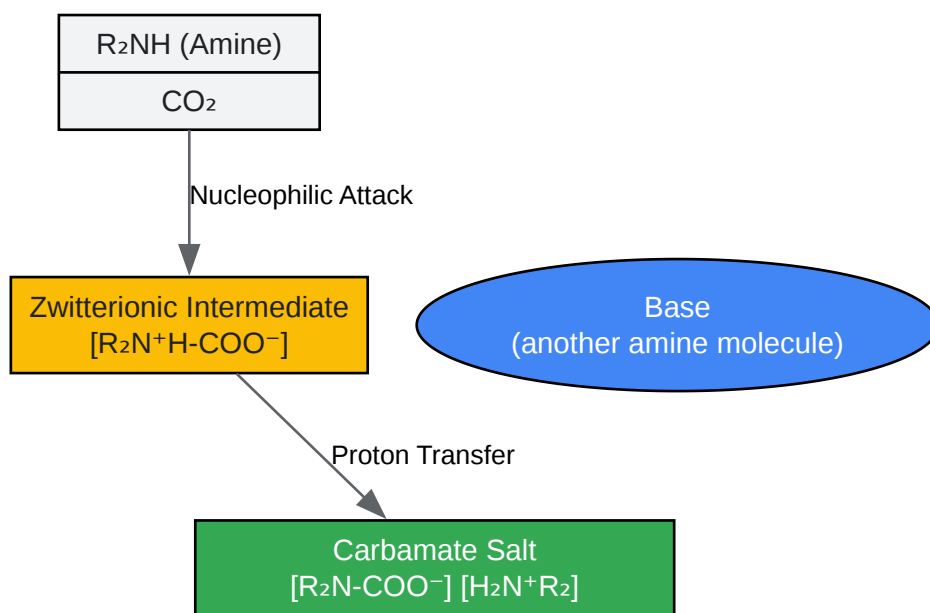 R₂NH (Amine)
CO₂
Nucleophilic Attack
Zwitterionic Intermediate
[R₂N⁺H-COO⁻]
Base
(another amine molecule)
Proton Transfer
Carbamate Salt
[R₂N-COO⁻] [H₂N⁺R₂]